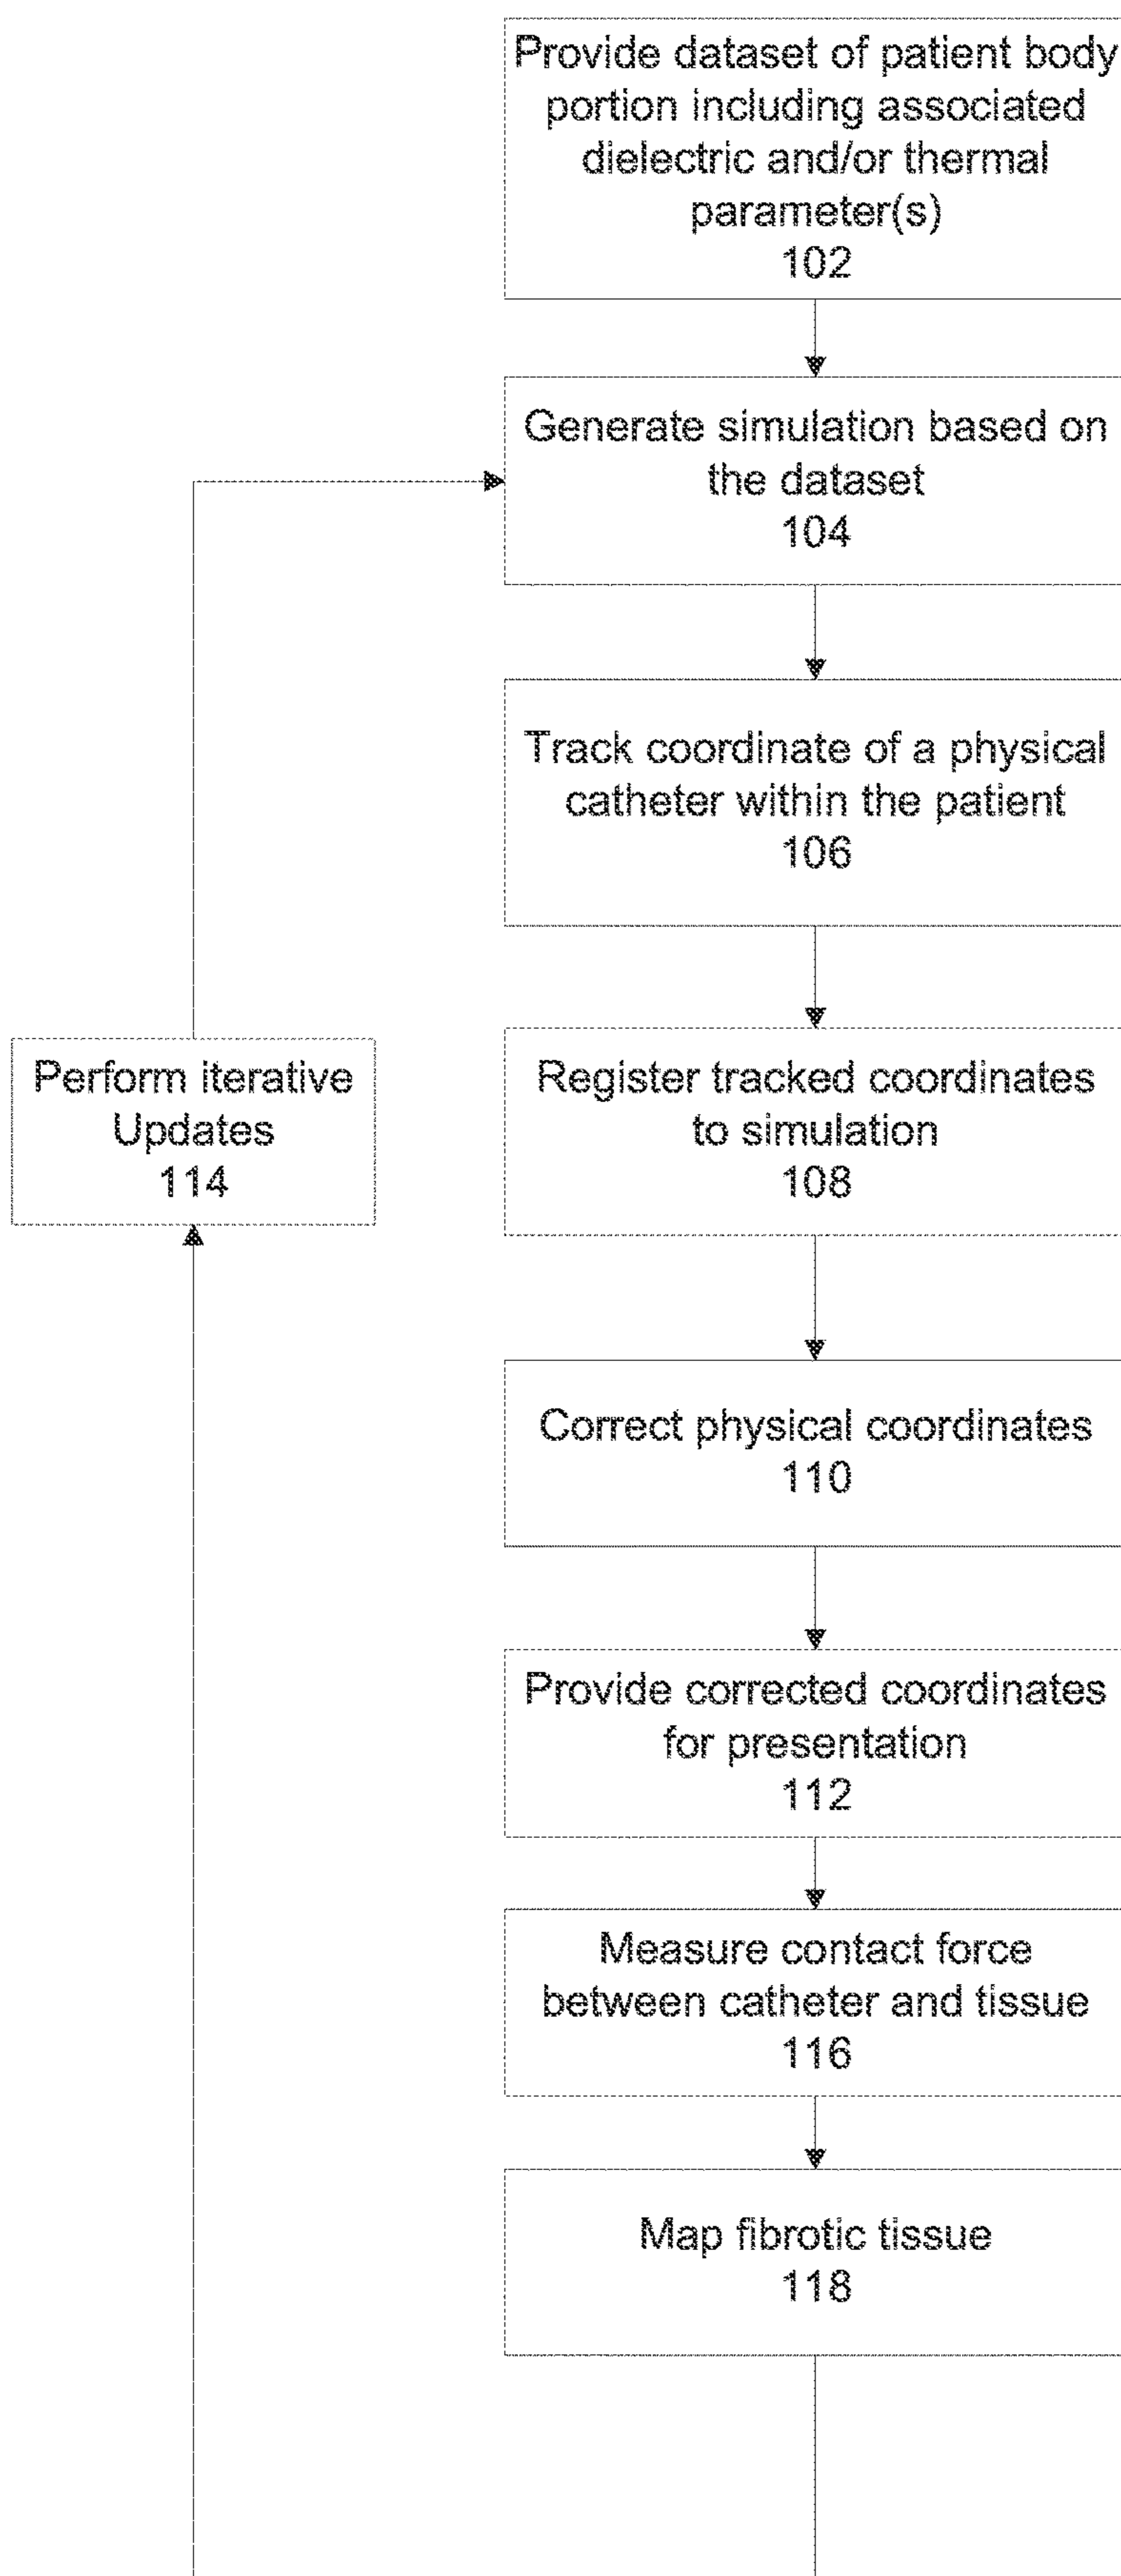 Provide dataset of patient body
portion including associated
dielectric and/or thermal
parameter(s)
102
Generate simulation based on
the dataset
104
Track coordinate of a physical
catheter within the patient
106
Register tracked coordinates
to simulation
108
Perform iterative
Updates
114
Correct physical coordinates
110
Provide corrected coordinates
for presentation
112
Measure contact force
between catheter and tissue
116
Map fibrotic tissue
118